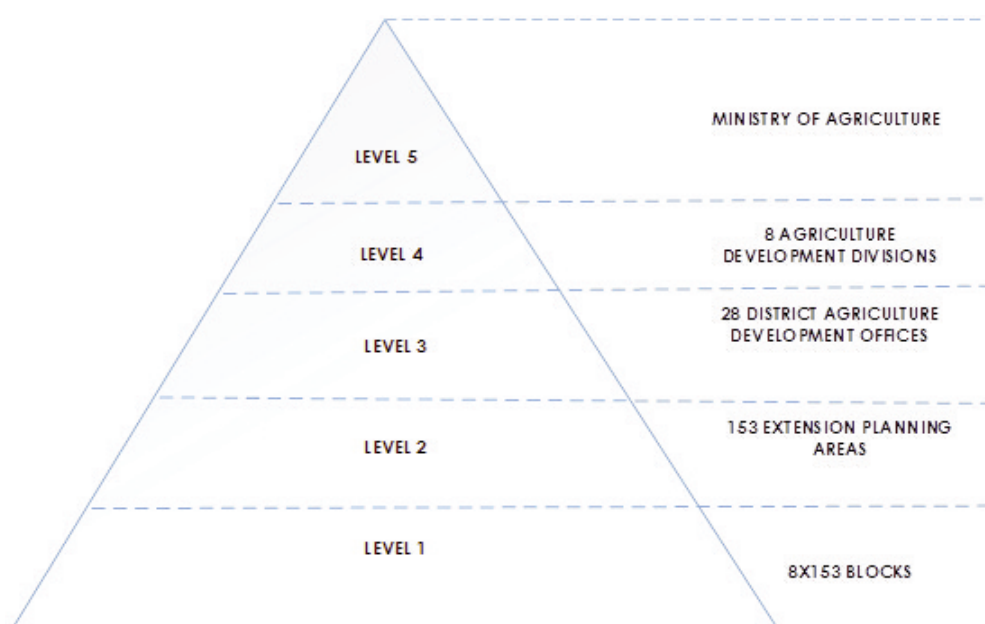 MINISTRY OF AGRICULTURE
LEVEL 5
8 AGRICULTURE
DEVELOPMENT DIVISIONS
LEVEL 4
28 DISTRICT AGRICULTURE
DEVELOPMENT OFFICES
LEVEL 3
153 EXTENSION PLANNING
AREAS
LEVEL 2
LEVEL 1
8X153 BLOCKS